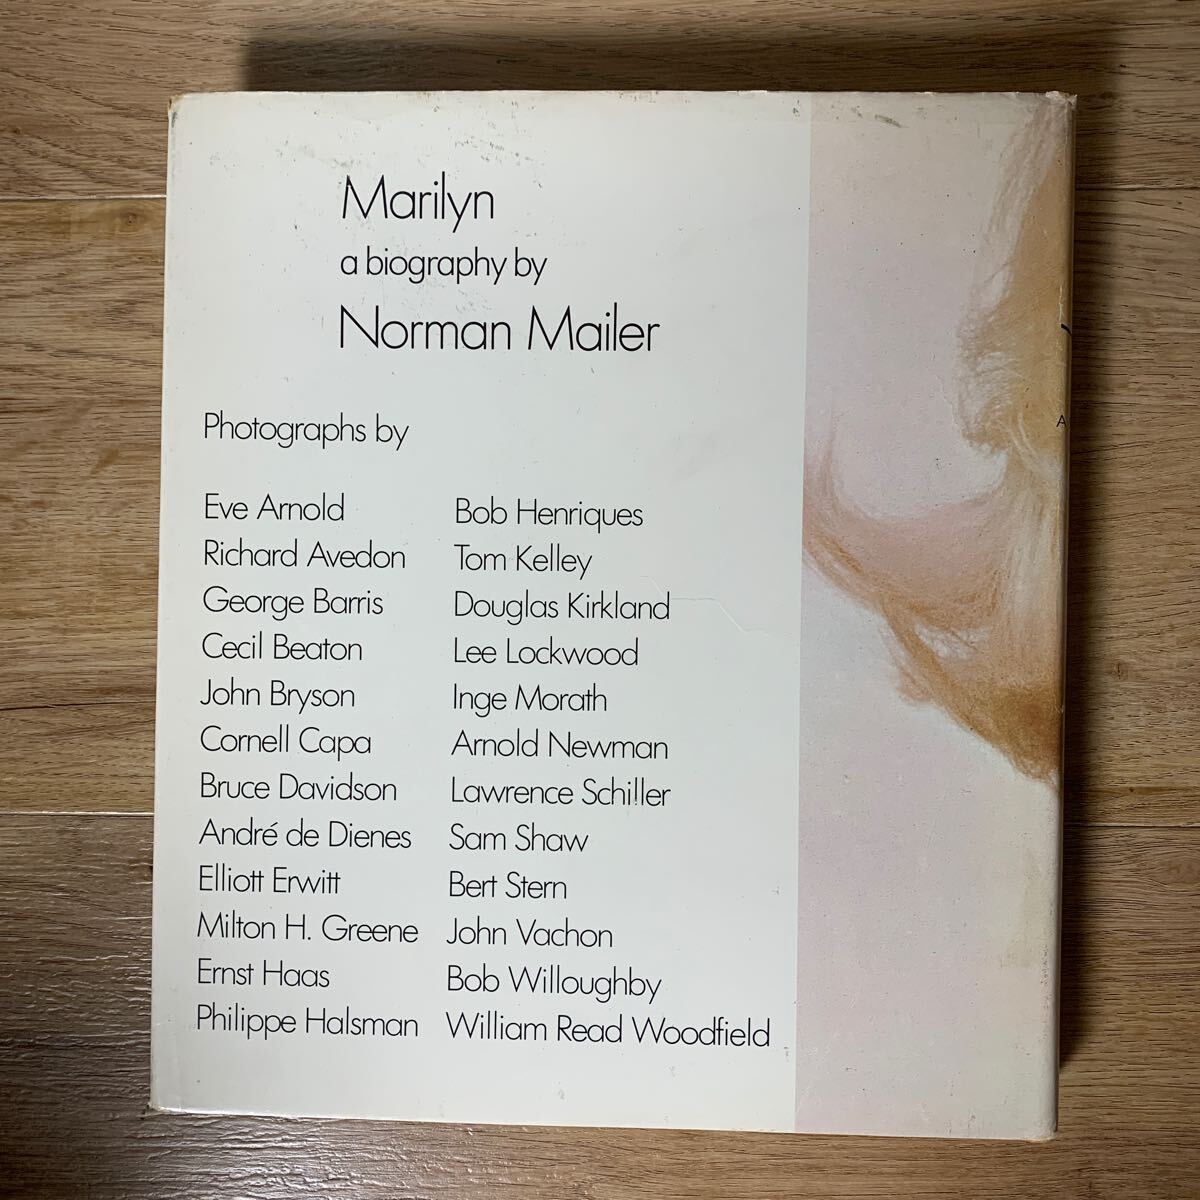 Marilyn
a biography by
Norman Mailer
Photographs by
Eve Arnold
Richard Avedon
George Barris
Cecil Beaton
John Bryson
Cornell Capa
Bruce Davidson
André de Dienes
Elliott Erwitt
Milton H. Greene
Ernst Haas
Philippe Halsman
Bob Henriques
Tom Kelley
Douglas Kirkland
Lee Lockwood
Inge Morath
Arnold Newman
Lawrence Schiller
Sam Shaw
Bert Stern
John Vachon
Bob Willoughby
William Read Woodfield
A